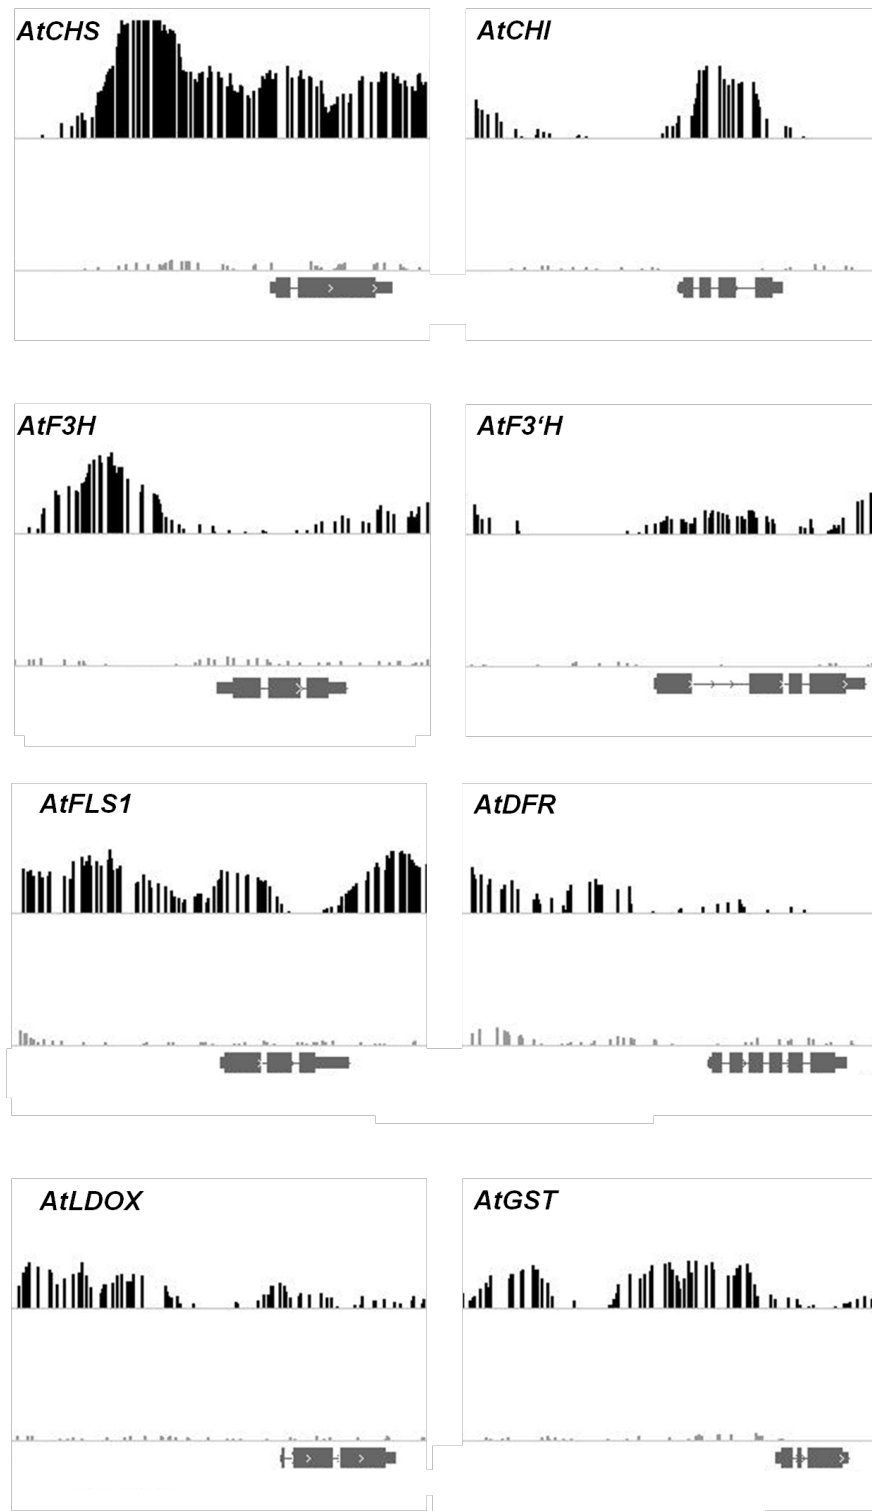 AtCHS
AtCHI
AtF3H
AtF3‘H
AtFLS1
AtDFR
AtLDOX
AtGST